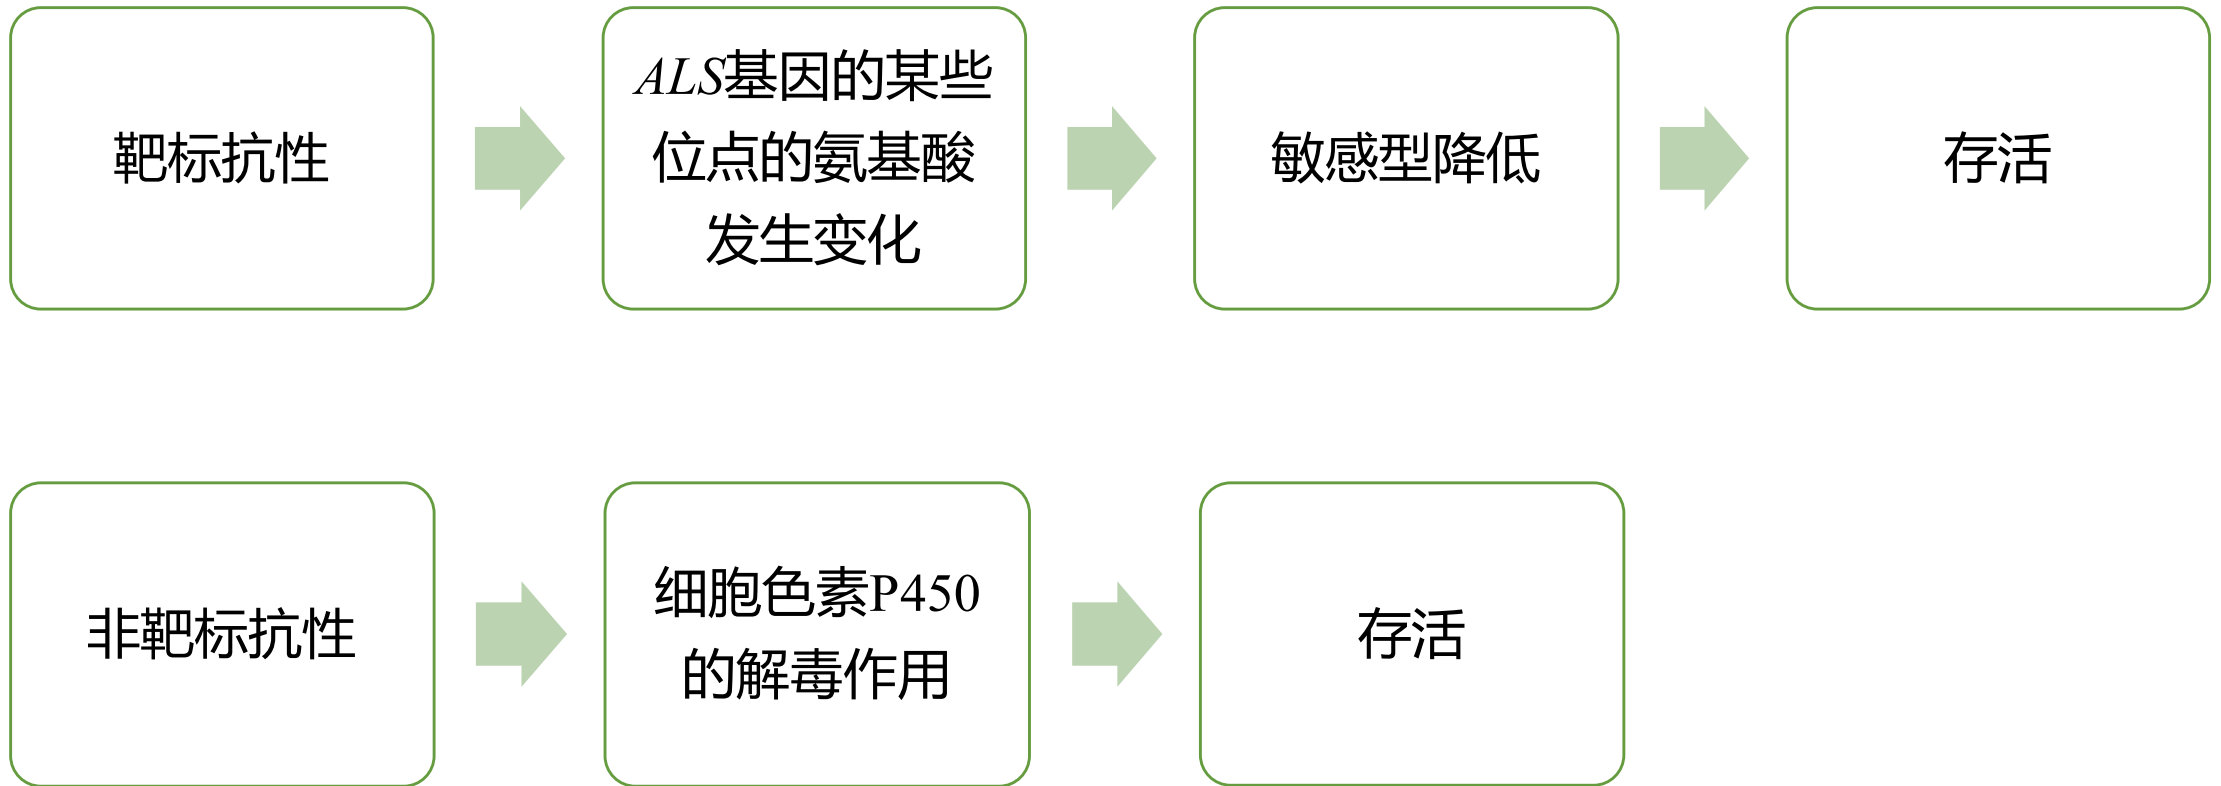 靶标抗性
ALS基因的某些
位点的氨基酸
发生变化
敏感型降低
存活
非靶标抗性
细胞色素P450
的解毒作用
存活